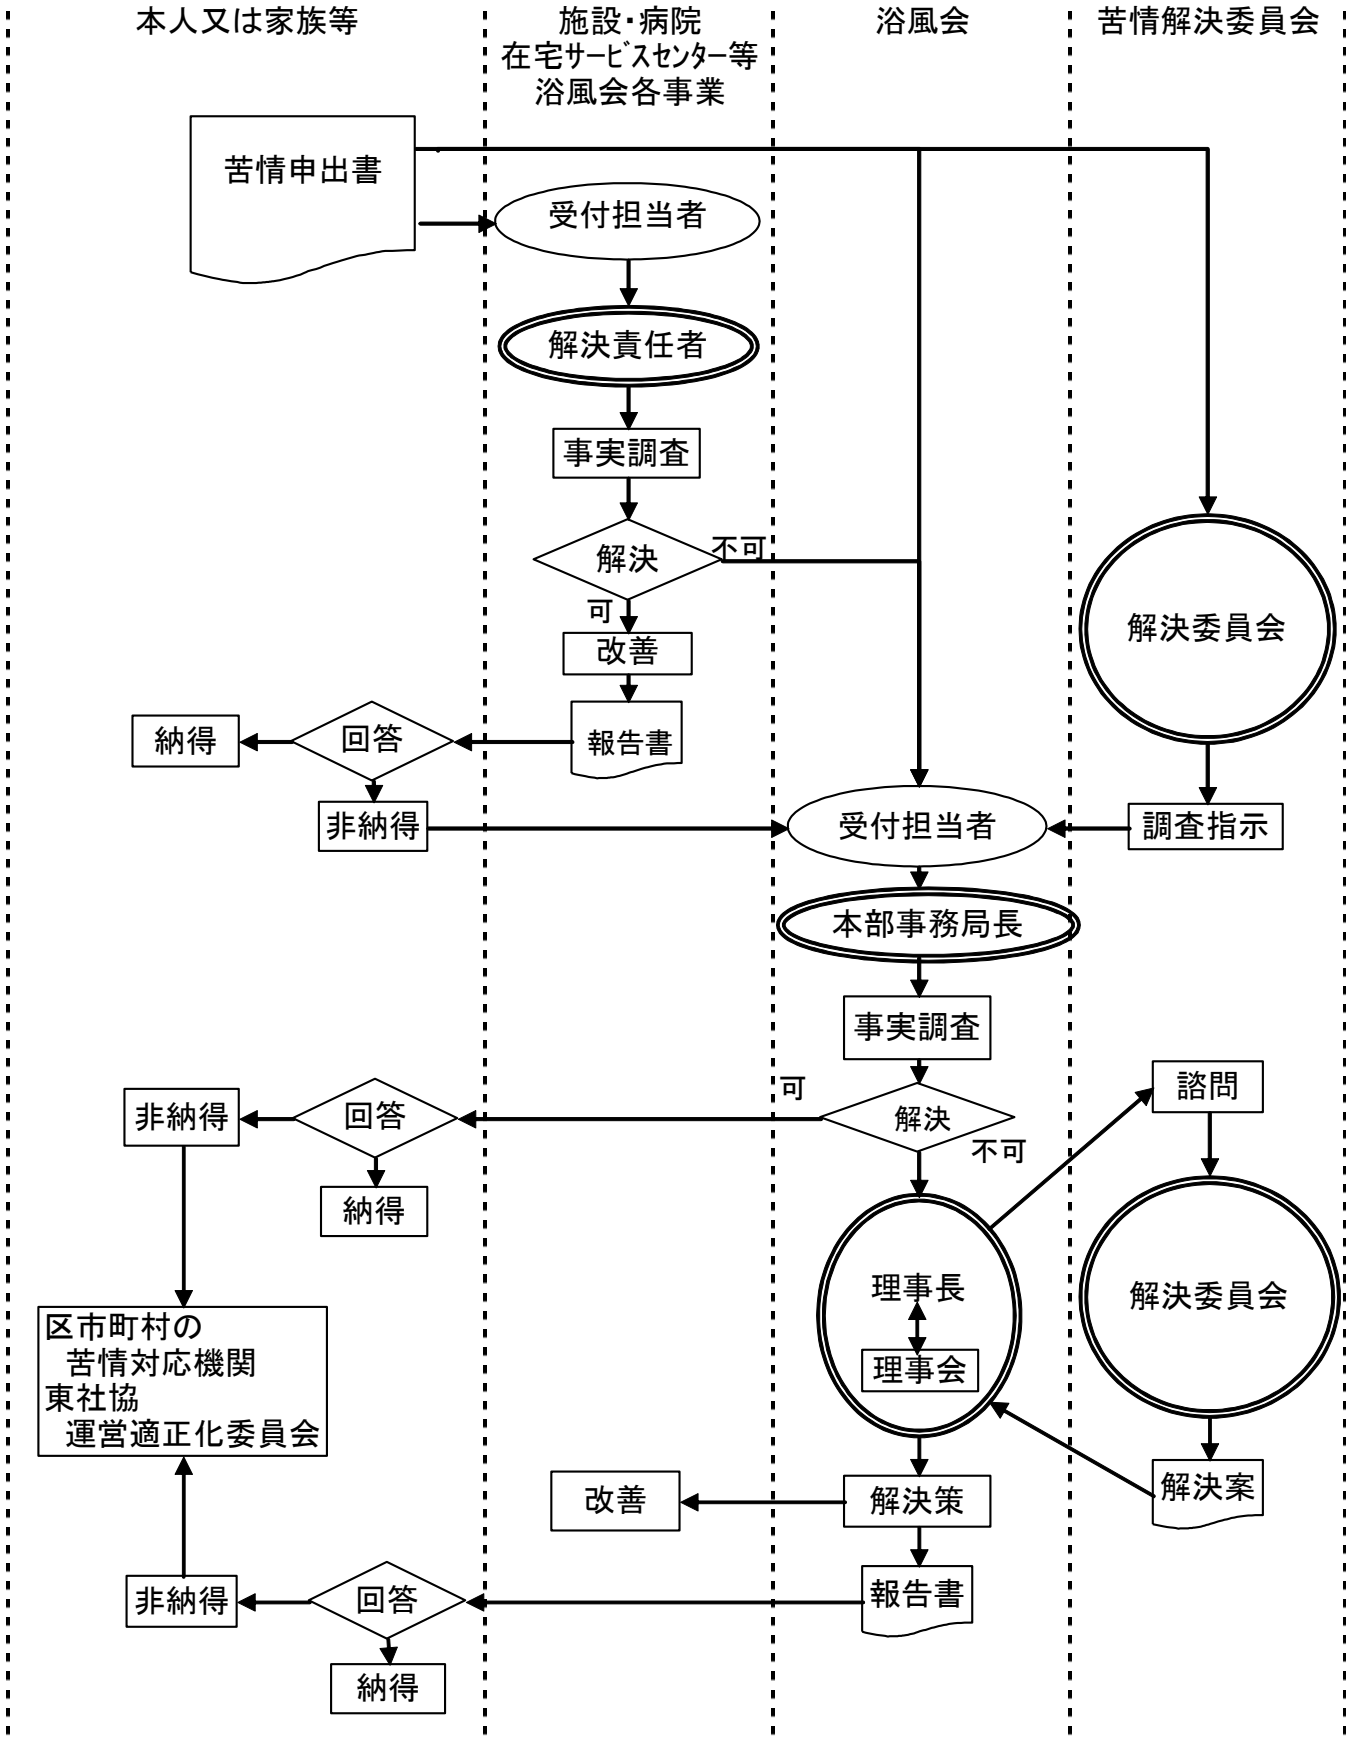 本人又は家族等
施設・病院
在宅サービスセンター等
浴風会各事業
浴風会
苦情解決委員会
苦情申出書
受付担当者
解決責任者
事実調査
解決
不可
可
改善
報告書
回答
納得
非納得
解決委員会
調査指示
受付担当者
本部事務局長
事実調査
解決
可
不可
回答
非納得
納得
諮問
解決委員会
理事長
理事会
区市町村の
苦情対応機関
東社協
運営適正化委員会
解決案
解決策
改善
報告書
回答
非納得
納得